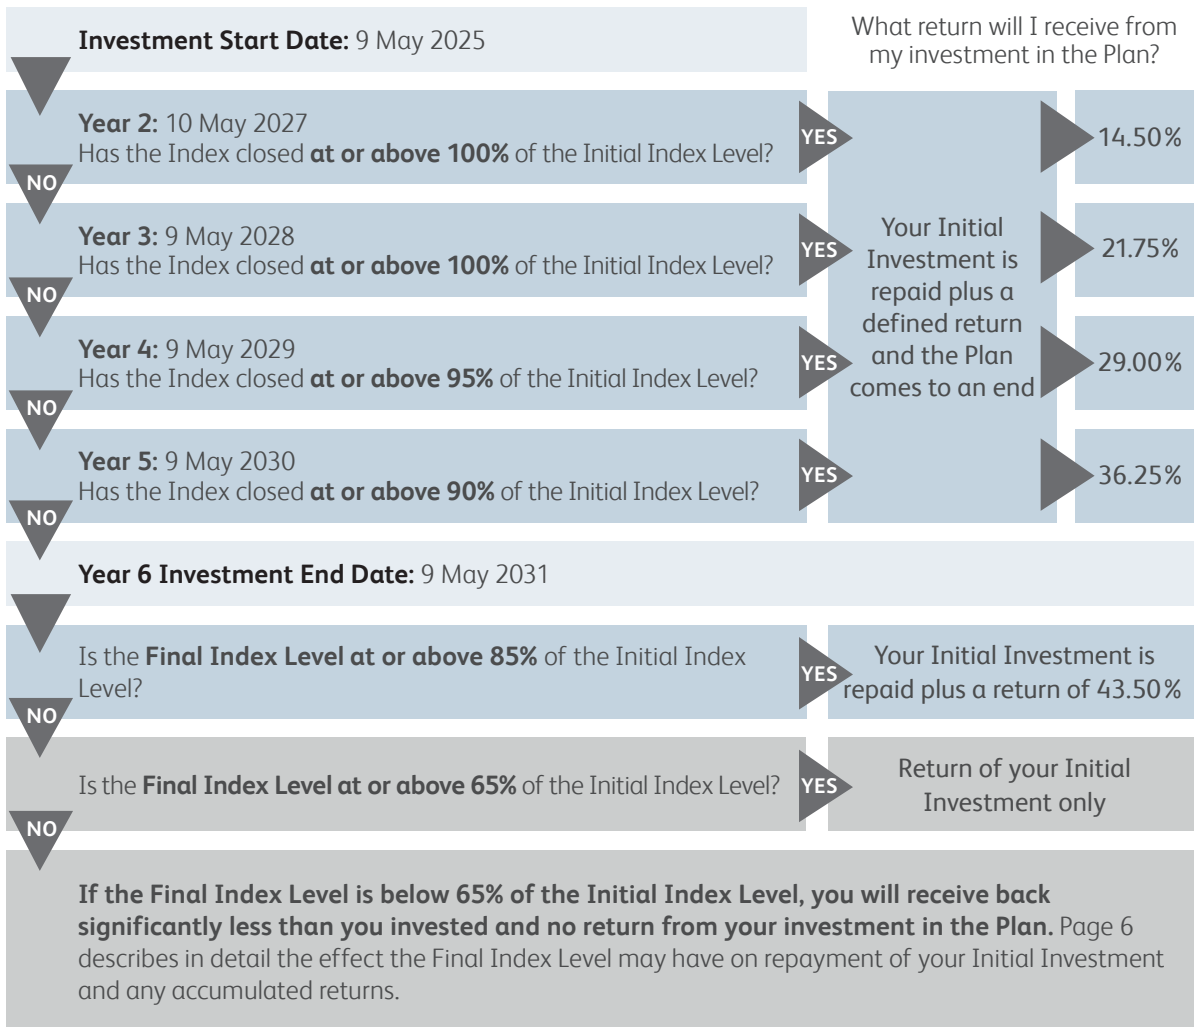 Investment Start Date: 9 May 2025
What return will I receive from
my investment in the Plan?
Year 2: 10 May 2027
Has the Index closed at or above 100% of the Initial Index Level?
YES
14.50%
NO
Year 3: 9 May 2028
Has the Index closed at or above 100% of the Initial Index Level?
YES
21.75%
NO
Year 4: 9 May 2029
Has the Index closed at or above 95% of the Initial Index Level?
YES
29.00%
NO
Year 5: 9 May 2030
Has the Index closed at or above 90% of the Initial Index Level?
YES
36.25%
Your Initial
Investment is
repaid plus a
defined return
and the Plan
comes to an end
NO
Year 6 Investment End Date: 9 May 2031
Is the Final Index Level at or above 85% of the Initial Index
Level?
YES
Your Initial Investment is
repaid plus a return of 43.50%
NO
Is the Final Index Level at or above 65% of the Initial Index Level?
YES
Return of your Initial
Investment only
NO
If the Final Index Level is below 65% of the Initial Index Level, you will receive back
significantly less than you invested and no return from your investment in the Plan. Page 6
describes in detail the effect the Final Index Level may have on repayment of your Initial Investment
and any accumulated returns.